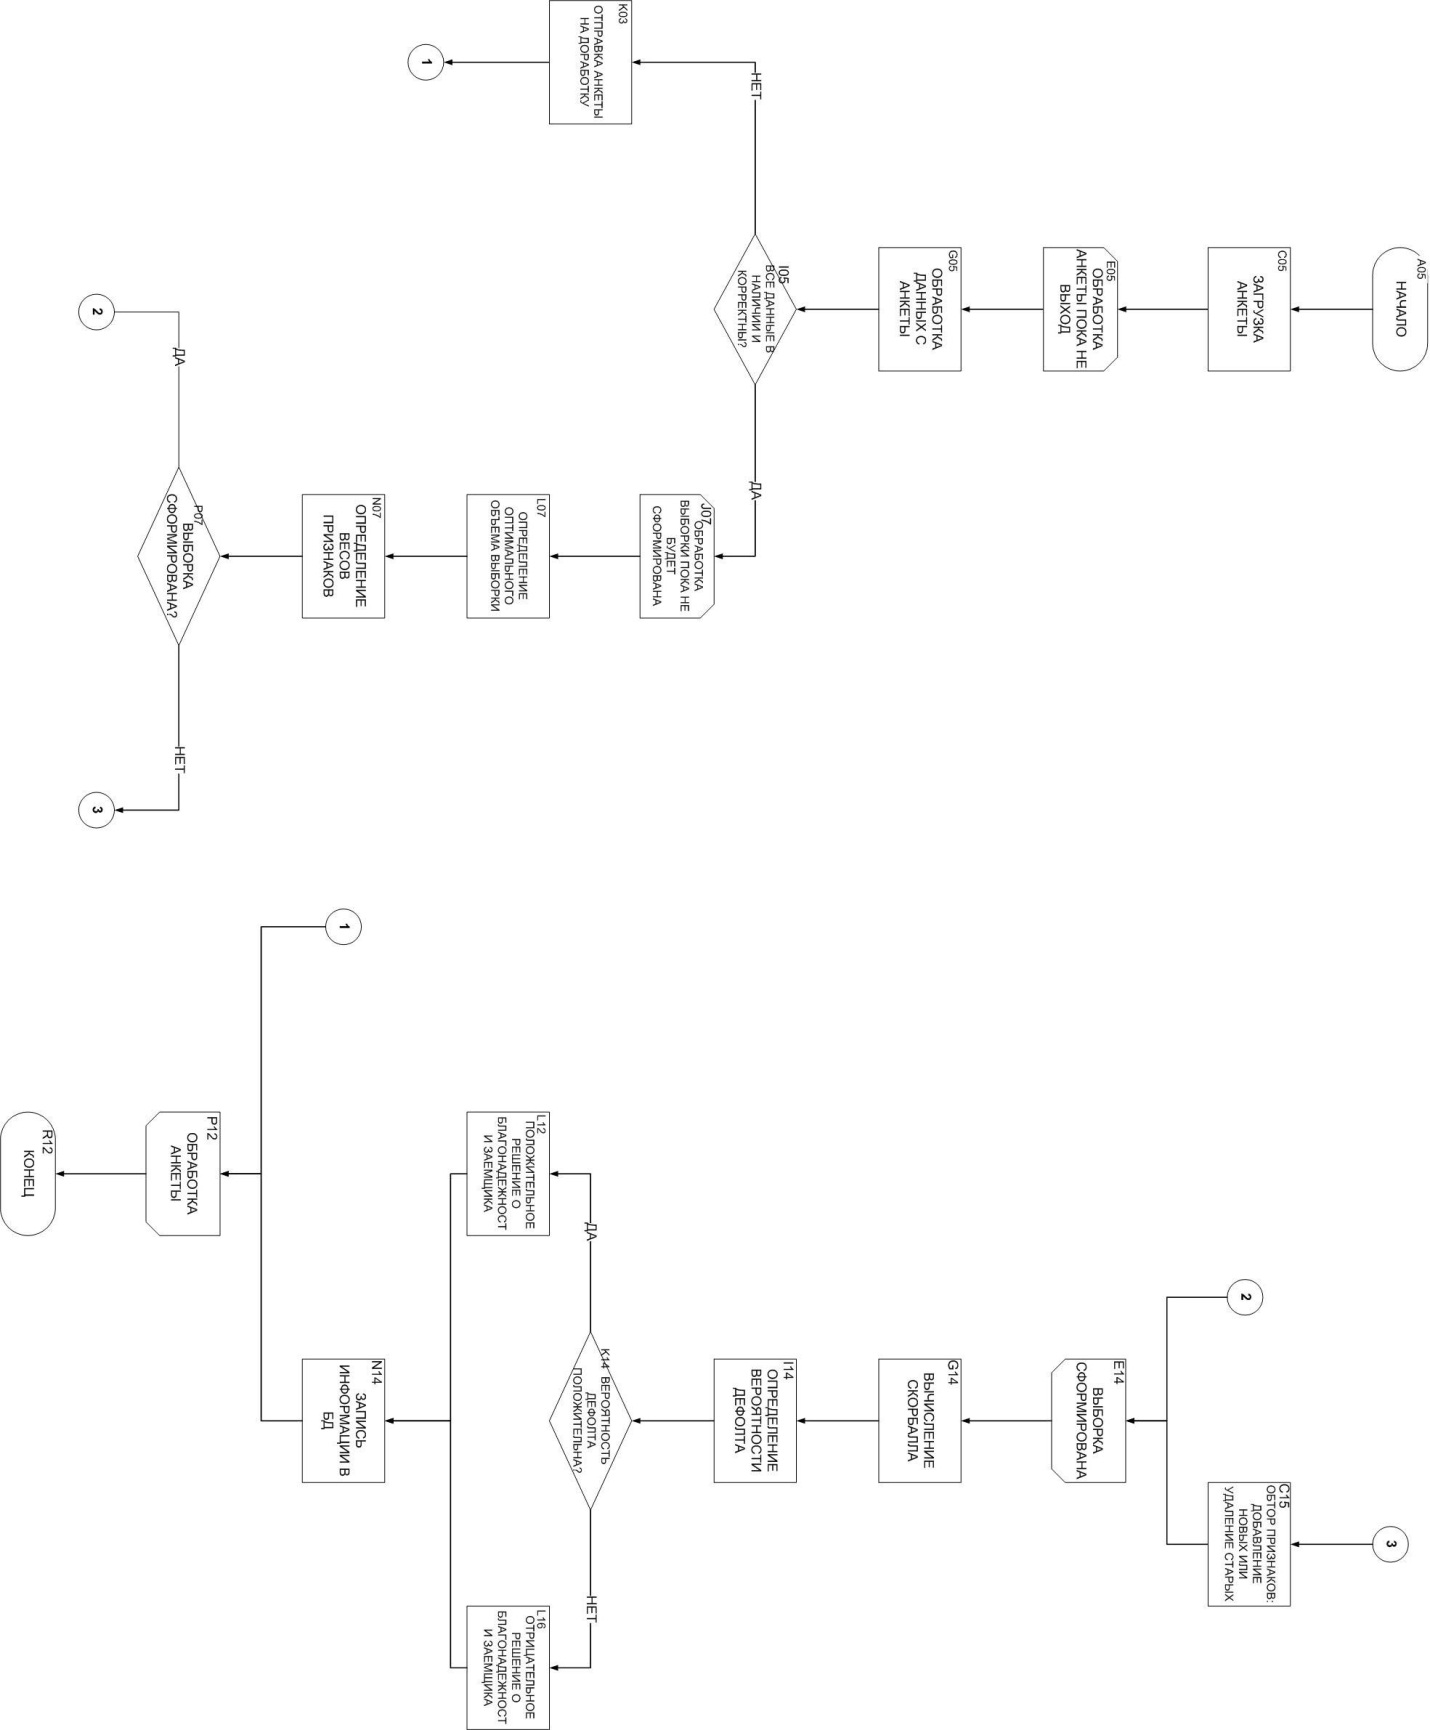 A05
НАЧАЛО
C05
ЗАГРУЗКА
АНКЕТЫ
E05
ОБРАБОТКА
АНКЕТЫ ПОКА НЕ
ВЫХОД
G05
ОБРАБОТКА
ДАННЫХ С
АНКЕТЫ
I05
ВСЕ ДАННЫЕ В
НАЛИЧИИ И
КОРРЕКТНЫ?
НЕТ
ДА
K03
ОТПРАВКА АНКЕТЫ
НА ДОРАБОТКУ
1
J07
ОБРАБОТКА
ВЫБОРКИ ПОКА НЕ
БУДЕТ
СФОРМИРОВАНА
L07
ОПРЕДЕЛЕНИЕ
ОПТИМАЛЬНОГО
ОБЪЕМА ВЫБОРКИ
N07
ОПРЕДЕЛЕНИЕ
ВЕСОВ
ПРИЗНАКОВ
P07
ВЫБОРКА
СФОРМИРОВАНА?
ДА
НЕТ
2
3
3
C15
ОБТОР ПРИЗНАКОВ:
ДОБАВЛЕНИЕ
НОВЫХ ИЛИ
УДАЛЕНИЕ СТАРЫХ
2
E14
ВЫБОРКА
СФОРМИРОВАНА
G14
ВЫЧИСЛЕНИЕ
СКОРБАЛЛА
I14
ОПРЕДЕЛЕНИЕ
ВЕРОЯТНОСТИ
ДЕФОЛТА
K14 ВЕРОЯТНОСТЬ
ДЕФОЛТА
ПОЛОЖИТЕЛЬНА?
ДА
НЕТ
L12
ПОЛОЖИТЕЛЬНОЕ
РЕШЕНИЕ О
БЛАГОНАДЕЖНОСТ
И ЗАЕМЩИКА
L16
ОТРИЦАТЕЛЬНОЕ
РЕШЕНИЕ О
БЛАГОНАДЕЖНОСТ
И ЗАЕМЩИКА
1
N14
ЗАПИСЬ
ИНФОРМАЦИИ В
БД
P12
ОБРАБОТКА
АНКЕТЫ
R12
КОНЕЦ